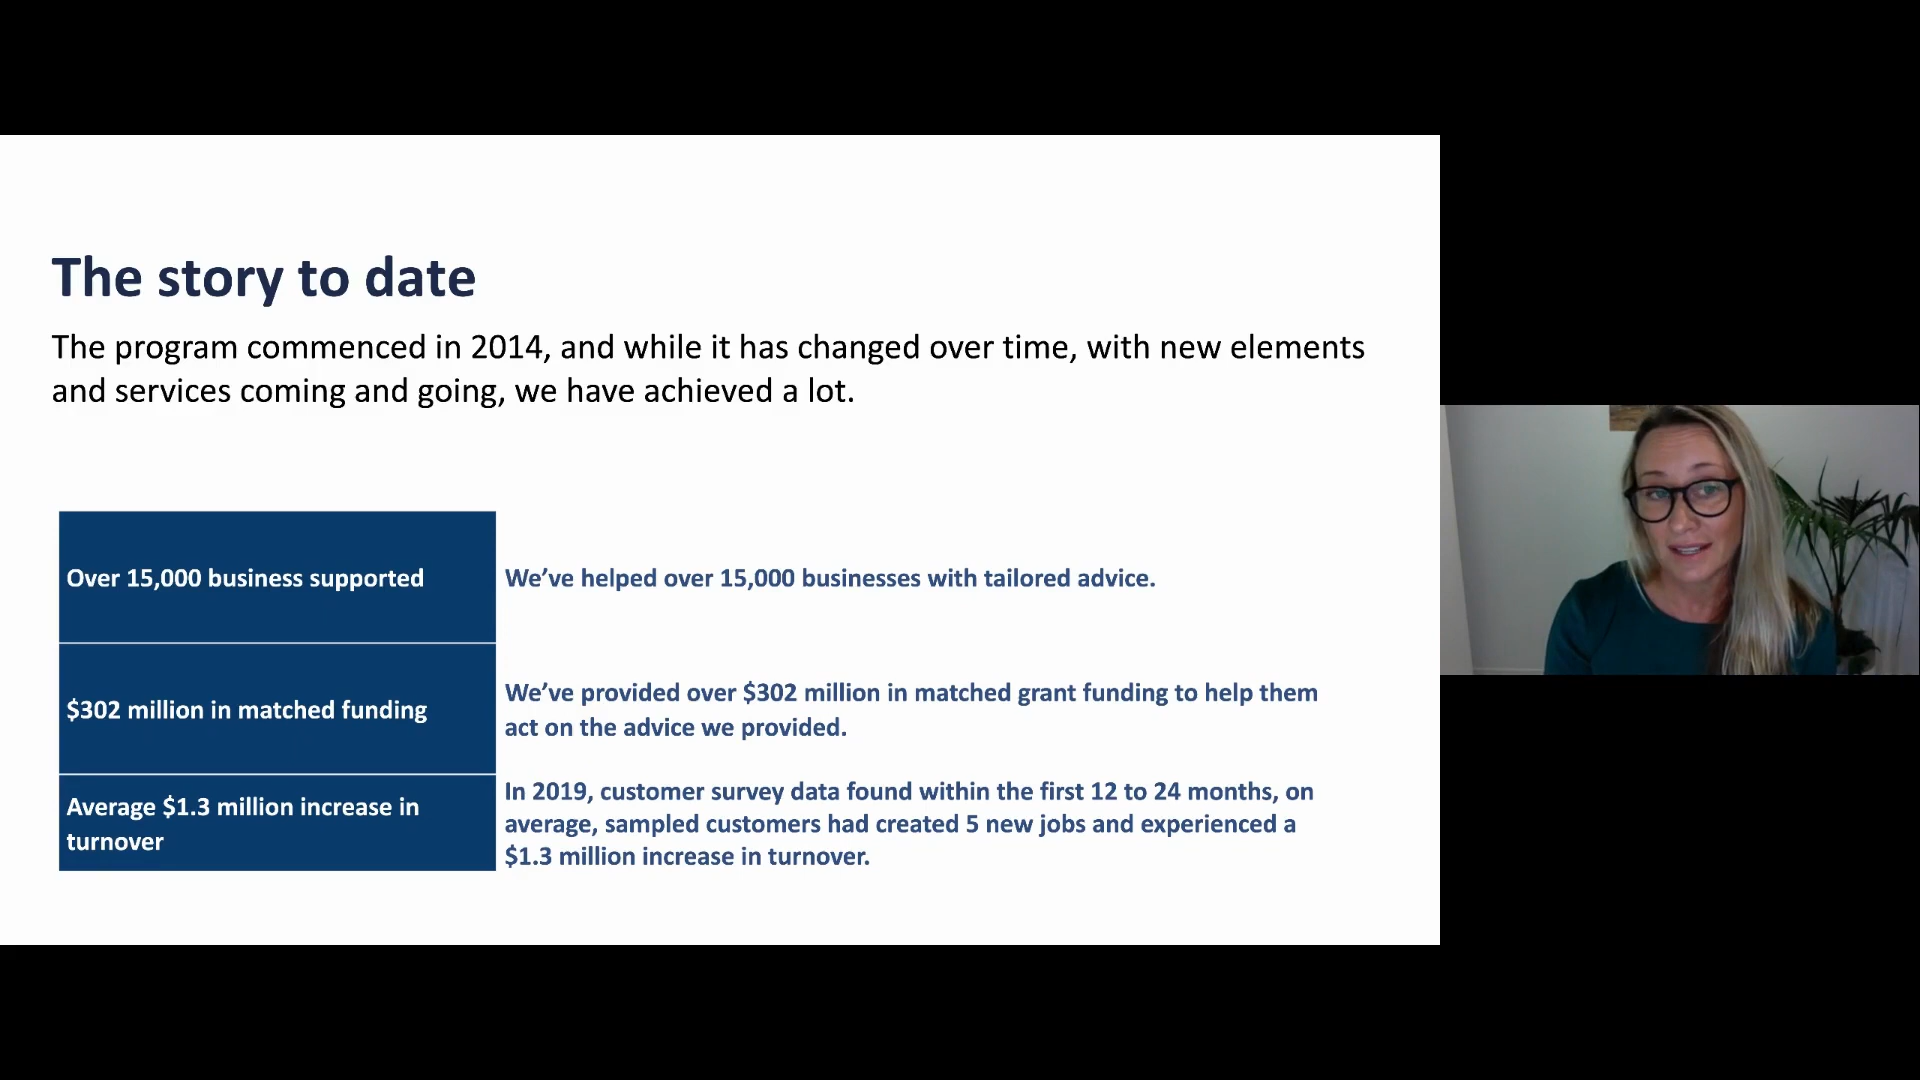 The story to date
The program commenced in 2014, and while it has changed over time, with new elements
and services coming and going, we have achieved a lot.
Over 15,000 business supported
We’ve helped over 15,000 businesses with tailored advice.
$302 million in matched funding
We’ve provided over $302 million in matched grant funding to help them
act on the advice we provided.
Average $1.3 million increase in
turnover
In 2019, customer survey data found within the first 12 to 24 months, on
average, sampled customers had created 5 new jobs and experienced a
$1.3 million increase in turnover.